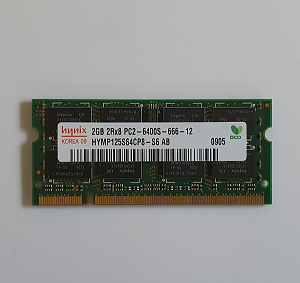 hynix
KOREA 09
2GB 2Rx8 PC2-6400S-666-12
HYMP125S64CP8-S6 AB
0905
ECO